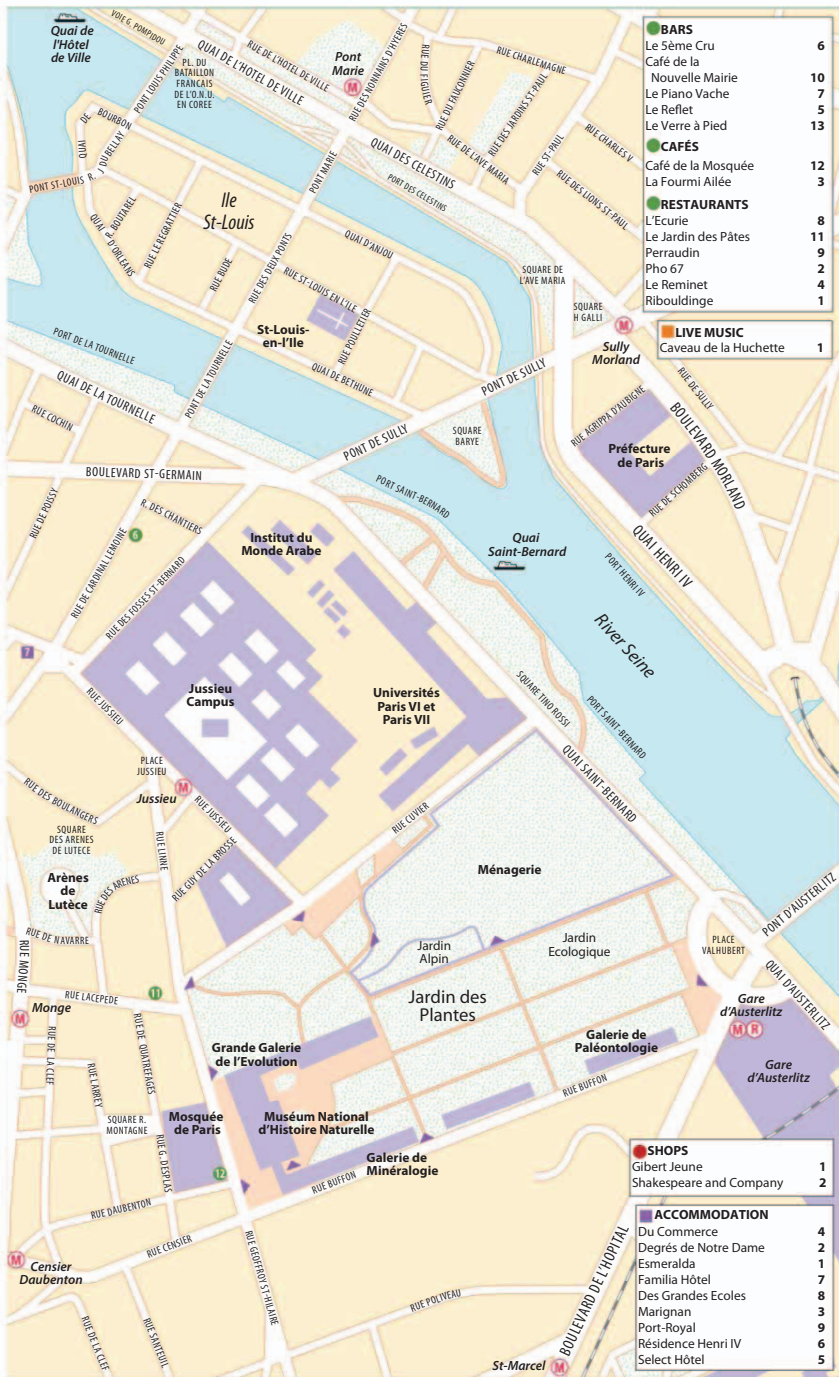 Quai de
l'Hôtel
de Ville
VOIE G. POMPIDOU
QUAI DE L'HOTEL DE VILLE
RUE DE L'HOTEL DE VILLE
PL. DU
BATAILLON
FRANCAIS
DE L'O.N.U.
EN COREE
PONT LOUIS PHILIPPE
Pont
Marie
M
RUE DES NONNAINS D'HYERES
RUE DU FIGUIER
RUE DU FAUCONNIER
RUE CHARLEMAGNE
RUE DES JARDINS ST-PAUL
RUE DE L'AVE MARIA
RUE ST-PAUL
RUE CHARLES V
RUE DES LIONS ST-PAUL
QUAI DES CELESTINS
PORT DES CELESTINS
QUAI DE BOURBON
R. J DU BELLAY
PONT ST-LOUIS
R. BOUTAREL
QUAI D'ORLEANS
RUE LE REGRATTIER
RUE BUDE
Ile
St-Louis
RUE DES DEUX PONTS
PONT MARIE
QUAI D'ANJOU
RUE ST-LOUIS EN L'ILE
RUE POULLETIER
St-Louis-
en-l'Ile
QUAI DE BETHUNE
SQUARE DE
L'AVE MARIA
SQUARE
H GALLI
M
Sully
Morland
PORT DE LA TOURNELLE
QUAI DE LA TOURNELLE
PONT DE LA TOURNELLE
PONT DE SULLY
PONT DE SULLY
SQUARE
BARYE
RUE DE SULLY
RUE AGRIPPA D'AUBIGNE
Préfecture
de Paris
BOULEVARD MORLAND
RUE DE SCHOMBERG
QUAI HENRI IV
PORT HENRI IV
RUE COCHIN
BOULEVARD ST-GERMAIN
RUE DE POISSY
RUE DE CARDINAL LEMOINE
R. DES CHANTIERS
6
RUE DES FOSSES ST-BERNARD
Institut du
Monde Arabe
PORT SAINT-BERNARD
Quai
Saint-Bernard
River Seine
7
Jussieu
Campus
Universités
Paris VI et
Paris VII
SQUARE TINO ROSSI
PORT SAINT-BERNARD
QUAI SAINT-BERNARD
RUE JUSSIEU
PLACE
JUSSIEU
M
Jussieu
RUE JUSSIEU
RUE DES BOULANGERS
RUE LINNE
RUE GUY DE LA BROSSE
RUE CUVIER
SQUARE
DES ARENES
DE LUTECE
Arènes
de
Lutèce
RUE DES ARENES
RUE DE NAVARRE
RUE MONGE
Ménagerie
Jardin
Alpin
Jardin
Ecologique
Jardin des
Plantes
PLACE
VALHUBERT
PONT D'AUSTERLITZ
QUAI D'AUSTERLITZ
Gare
d'Austerlitz
M R
Gare
d'Austerlitz
RUE LACEPEDE
11
M
Monge
RUE DE LA CLEF
RUE LARREY
RUE DE QUATREFAGES
Grande Galerie
de l'Evolution
Galerie de
Paléontologie
RUE BUFFON
SQUARE R.
MONTAGNE
Mosquée
de Paris
RUE G. DESPLAS
Muséum National
d'Histoire Naturelle
Galerie de
Minéralogie
12
RUE BUFFON
RUE DAUBENTON
RUE CENSIER
M
Censier
Daubenton
RUE GEOFFROY ST-HILAIRE
RUE POLIVEAU
RUE DE LA CLEF
RUE SANTEUIL
BOULEVARD DE L'HOPITAL
St-Marcel
M
BARS
Le 5ème Cru 6
Café de la
Nouvelle Mairie 10
Le Piano Vache 7
Le Reflet 5
Le Verre à Pied 13
CAFÉS
Café de la Mosquée 12
La Fourmi Ailée 3
RESTAURANTS
L'Ecurie 8
Le Jardin des Pâtes 11
Perraudin 9
Pho 67 2
Le Reminet 4
Ribouldinge 1
LIVE MUSIC
Caveau de la Huchette 1
SHOPS
Gibert Jeune 1
Shakespeare and Company 2
ACCOMMODATION
Du Commerce 4
Degrés de Notre Dame 2
Esmeralda 1
Familia Hôtel 7
Des Grandes Ecoles 8
Marignan 3
Port-Royal 9
Résidence Henri IV 6
Select Hôtel 5